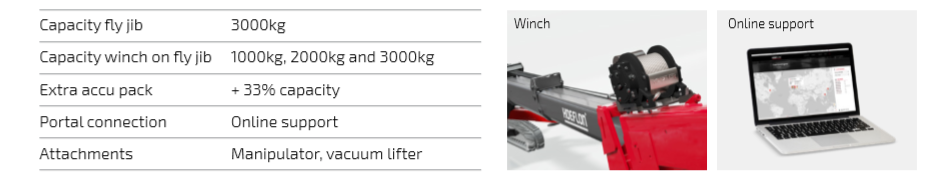 Capacity fly jib 3000kg
Capacity winch on fly jib 1000kg, 2000kg and 3000kg
Extra accu pack + 33% capacity
Portal connection Online support
Attachments Manipulator, vacuum lifter
Winch
HOEFLON
Online support